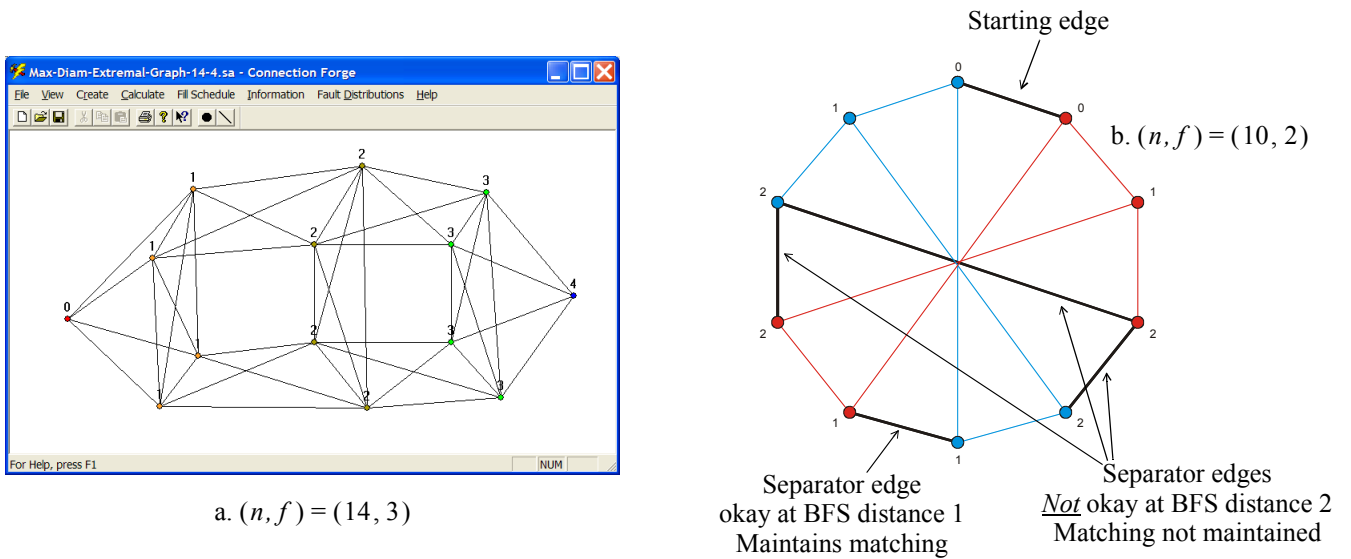 Max-Diam-Extremal-Graph-14-4.sa - Connection Forge
File View Create Calculate Fill Schedule Information Fault Distributions Help
2
1
3
1
2
3
4
0
2
3
1
1
2
3
For Help, press F1
NUM
a. (n, f) = (14, 3)
Starting edge
0
0
1
b. (n, f) = (10, 2)
2
1
2
2
1
2
1
Separator edge
okay at BFS distance 1
Maintains matching
Separator edges
Not okay at BFS distance 2
Matching not maintained